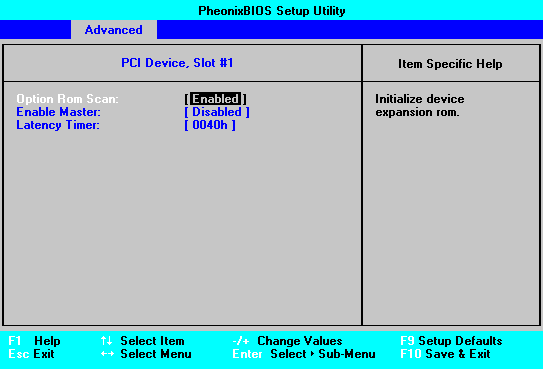 PheonixBIOS Setup Utility
Advanced
PCI Device, Slot #1
Item Specific Help
Option Rom Scan: [ Enabled ]
Enable Master: [ Disabled ]
Latency Timer: [ 0040h ]
Initialize device
expansion rom.
F1 Help ↑↓ Select Item -/+ Change Values F9 Setup Defaults
Esc Exit ←→ Select Menu Enter Select ▸ Sub-Menu F10 Save & Exit